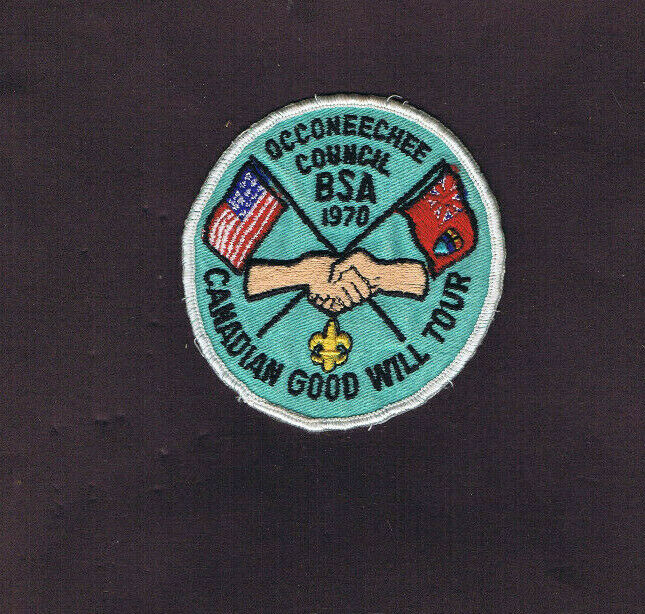 OCCONEECHEE
COUNCIL
BSA
1970
CANADIAN GOOD WILL TOUR